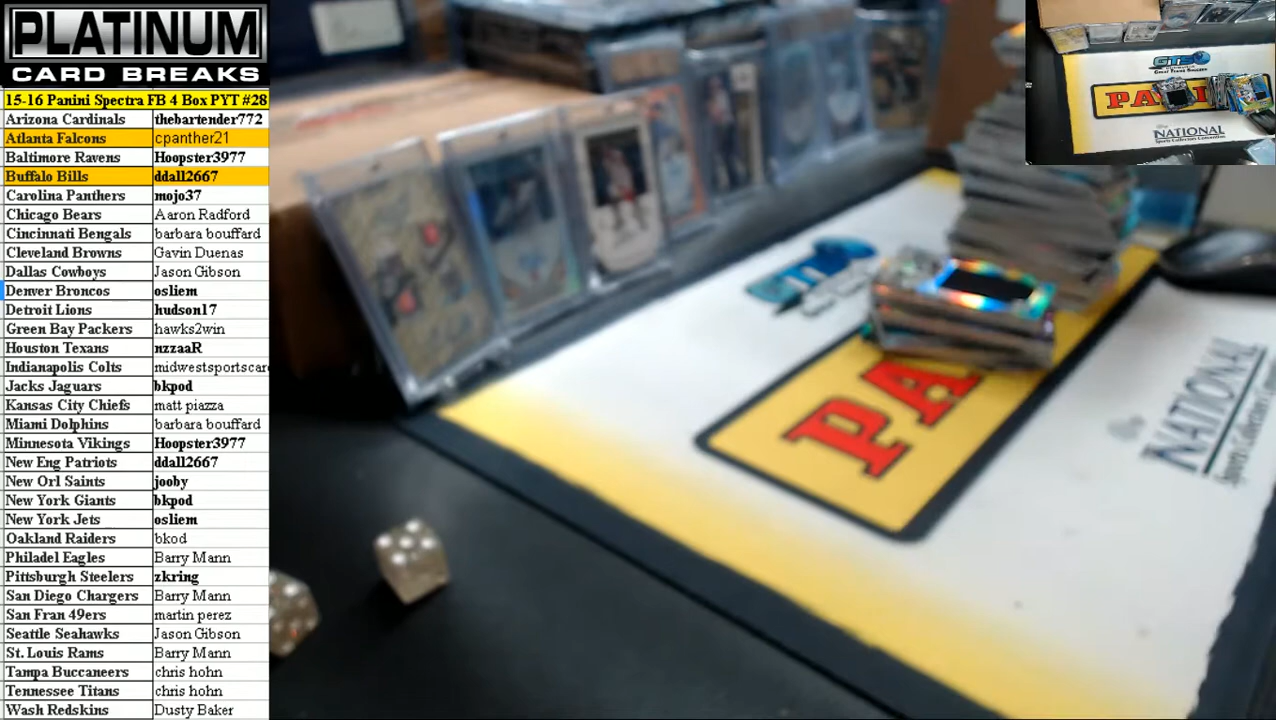 PLATINUM
CARD BREAKS
15-16 Panini Spectra FB 4 Box PYT #28
Arizona Cardinals thebartender772
Atlanta Falcons cpanther21
Baltimore Ravens Hoopster3977
Buffalo Bills ddall2667
Carolina Panthers mojo37
Chicago Bears Aaron Radford
Cincinnati Bengals barbara bouffard
Cleveland Browns Gavin Duenas
Dallas Cowboys Jason Gibson
Denver Broncos osliem
Detroit Lions hudson17
Green Bay Packers hawks2win
Houston Texans nzzaaR
Indianapolis Colts midwestsportscar
Jacks Jaguars bkpod
Kansas City Chiefs matt piazza
Miami Dolphins barbara bouffard
Minnesota Vikings Hoopster3977
New Eng Patriots ddall2667
New Orl Saints jooby
New York Giants bkpod
New York Jets osliem
Oakland Raiders bkod
Philadel Eagles Barry Mann
Pittsburgh Steelers zkring
San Diego Chargers Barry Mann
San Fran 49ers martin perez
Seattle Seahawks Jason Gibson
St. Louis Rams Barry Mann
Tampa Buccaneers chris hohn
Tennessee Titans chris hohn
Wash Redskins Dusty Baker
PA
NATIONAL
GTS
PA
NATIONAL